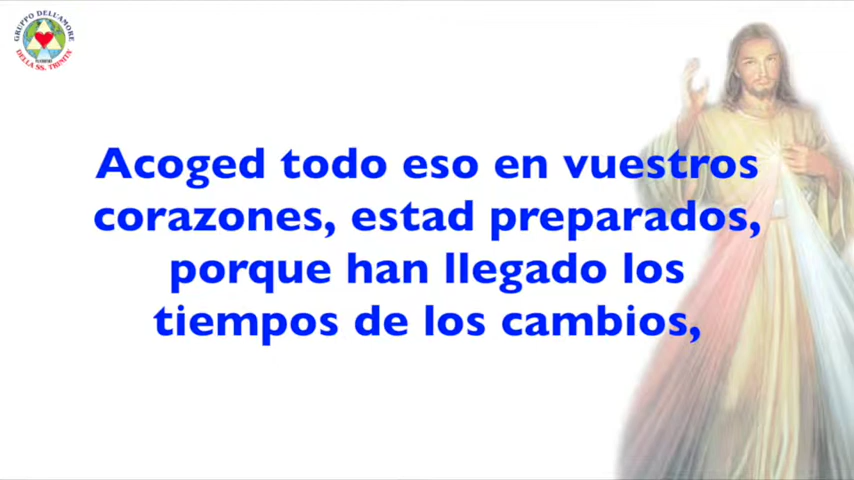 GRUPPO DELL'AMORE
DELLA SS. TRINITÀ
Acoged todo eso en vuestros
corazones, estad preparados,
porque han llegado los
tiempos de los cambios,